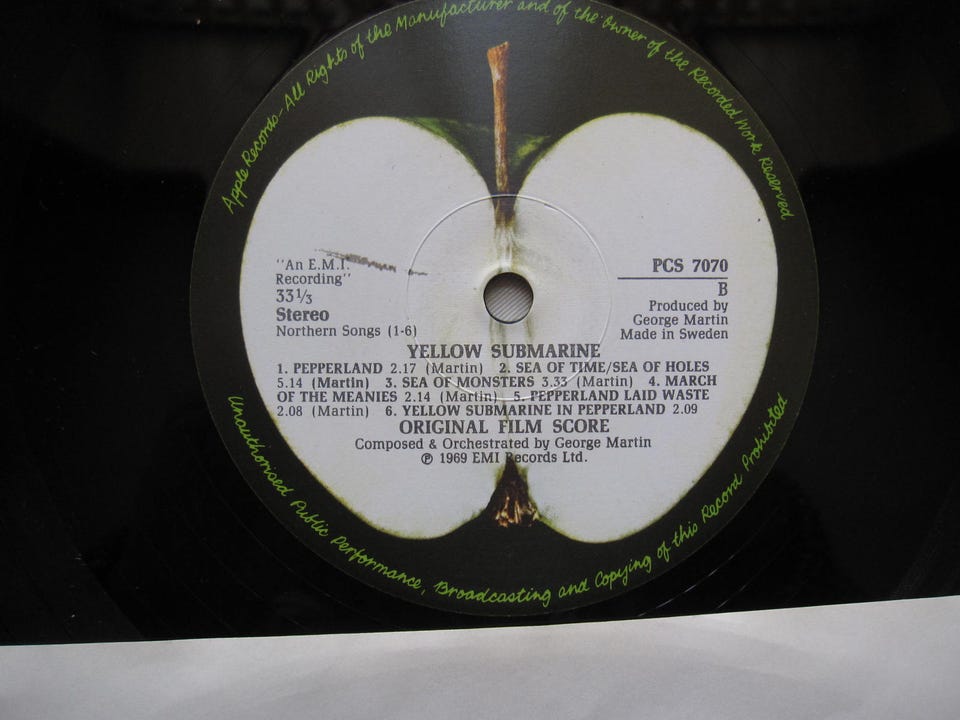 Apple Records-All Rights of the Manufacturer and of the Owner of the Recorded Work Reserved
"An E.M.I.
Recording"
33⅓
Stereo
Northern Songs (1-6)
PCS 7070
B
Produced by
George Martin
Made in Sweden
YELLOW SUBMARINE
1. PEPPERLAND 2.17 (Martin) 2. SEA OF TIME/SEA OF HOLES
5.14 (Martin) 3. SEA OF MONSTERS 3.33 (Martin) 4. MARCH
OF THE MEANIES 2.14 (Martin) 5. PEPPERLAND LAID WASTE
2.08 (Martin) 6. YELLOW SUBMARINE IN PEPPERLAND 2.09
ORIGINAL FILM SCORE
Composed & Orchestrated by George Martin
℗ 1969 EMI Records Ltd.
Unauthorised Public Performance, Broadcasting and Copying of this Record Prohibited